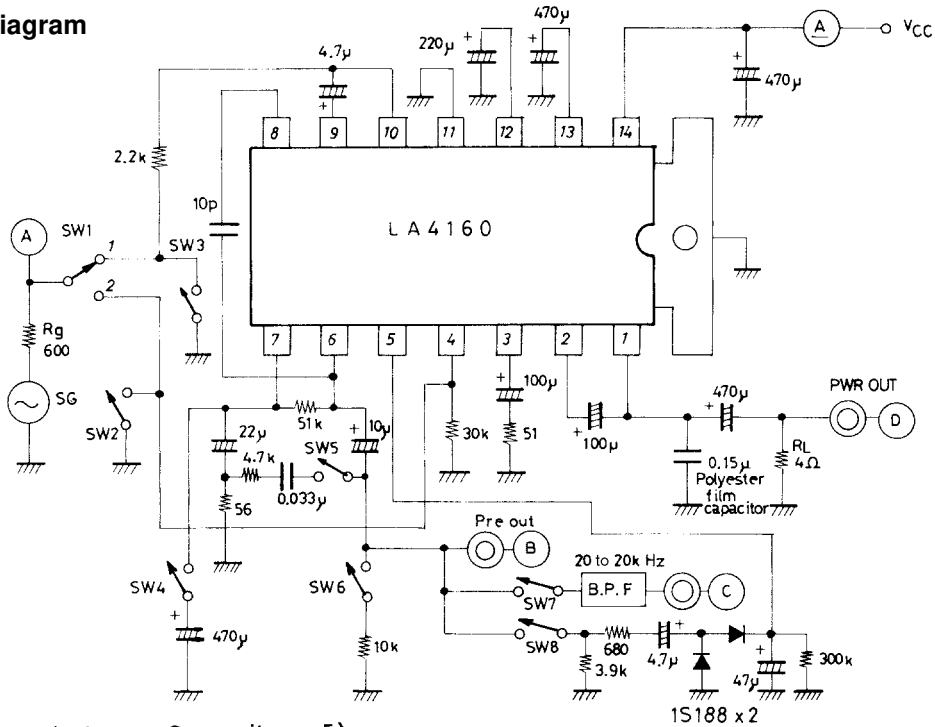 iagram
470μ
A
VCC
220μ
+
+
4.7μ
+
+
470μ
8
9
10
11
12
13
14
2.2k
10p
LA4160
A
SW1
1
SW3
2
Rg
600
SG
SW2
7
6
5
4
3
2
1
+
100μ
470μ
+
PWR OUT
D
51k
10μ
+
22μ
SW5
4.7k
0.033μ
56
30k
51
+
100μ
0.15μ
Polyester
film
capacitor
RL
4Ω
Pre out
B
20 to 20k Hz
SW4
SW6
SW7
B.P.F
C
+
470μ
10k
SW8
680
3.9k
4.7μ
+
+
47μ
300k
1S188 x 2